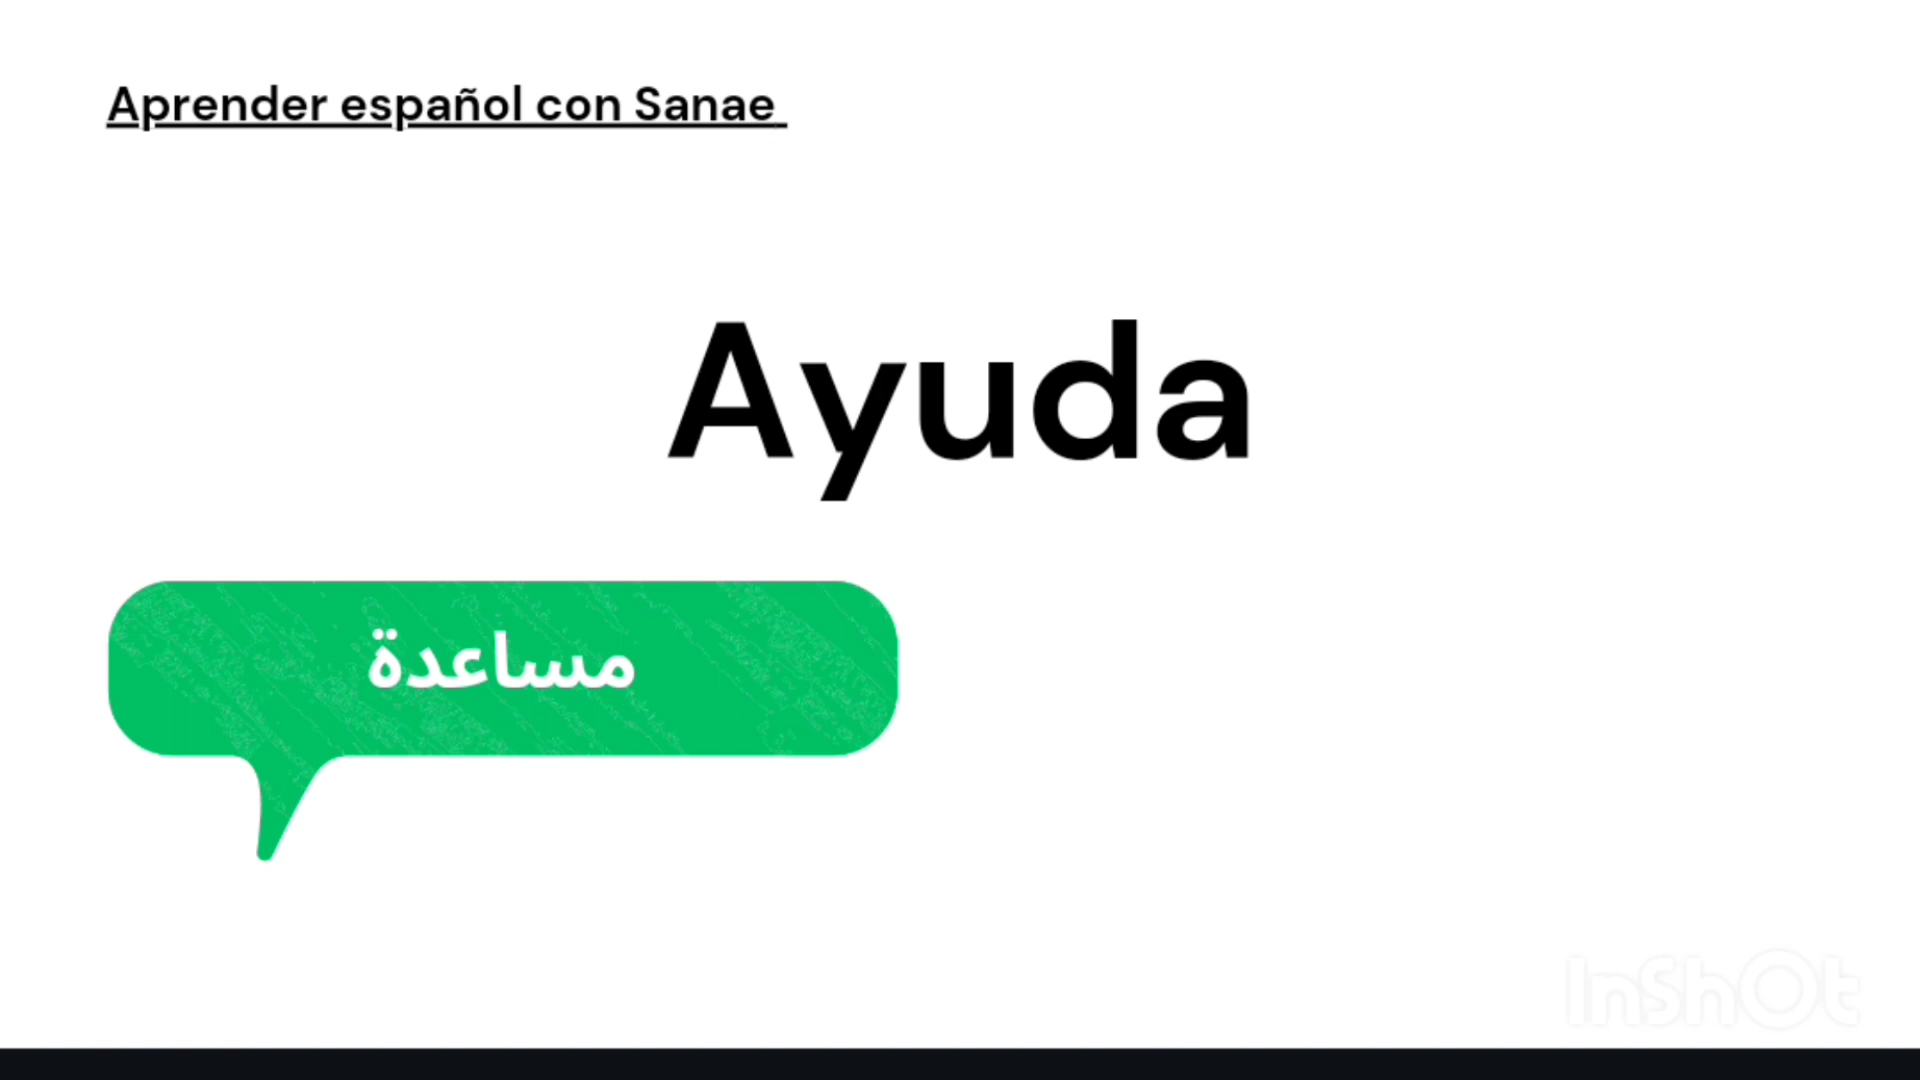 Aprender español con Sanae
Ayuda
مساعدة
InShOt